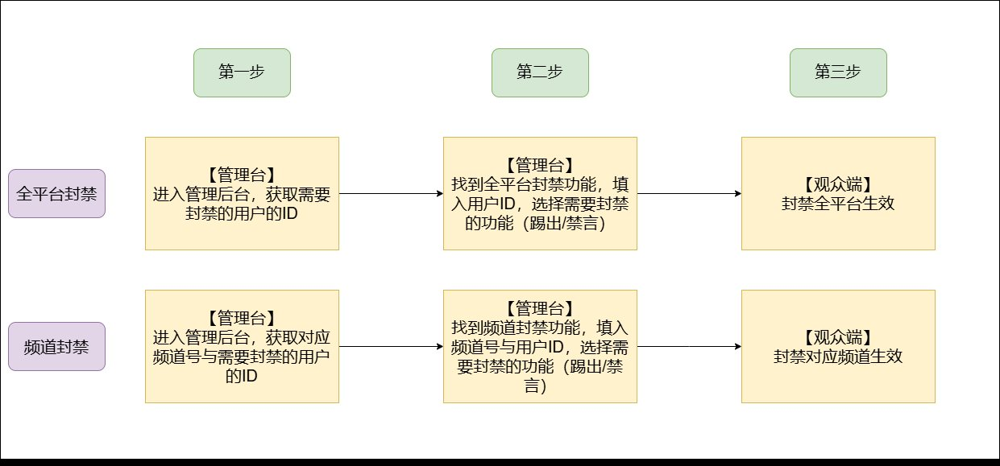 第一步
第二步
第三步
全平台封禁
【管理台】
进入管理后台，获取需要
封禁的用户的ID
【管理台】
找到全平台封禁功能，填
入用户ID，选择需要封禁
的功能（踢出/禁言）
【观众端】
封禁全平台生效
频道封禁
【管理台】
进入管理后台，获取对应
频道号与需要封禁的用户
的ID
【管理台】
找到频道封禁功能，填入
频道号与用户ID，选择需
要封禁的功能（踢出/禁
言）
【观众端】
封禁对应频道生效